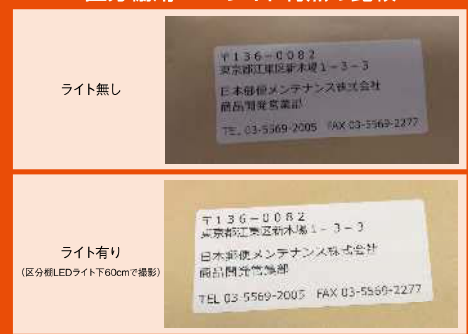 ライト無し
〒136-0082
東京都江東区新木場1-3-3
日本郵便メンテナンス株式会社
商品開発営業部
TEL 03-5569-2005 FAX 03-5569-2277
ライト有り
(区分棚LEDライト下60cmで撮影)
〒136-0082
東京都江東区新木場1-3-3
日本郵便メンテナンス株式会社
商品開発営業部
TEL 03-5569-2005 FAX 03-5569-2277